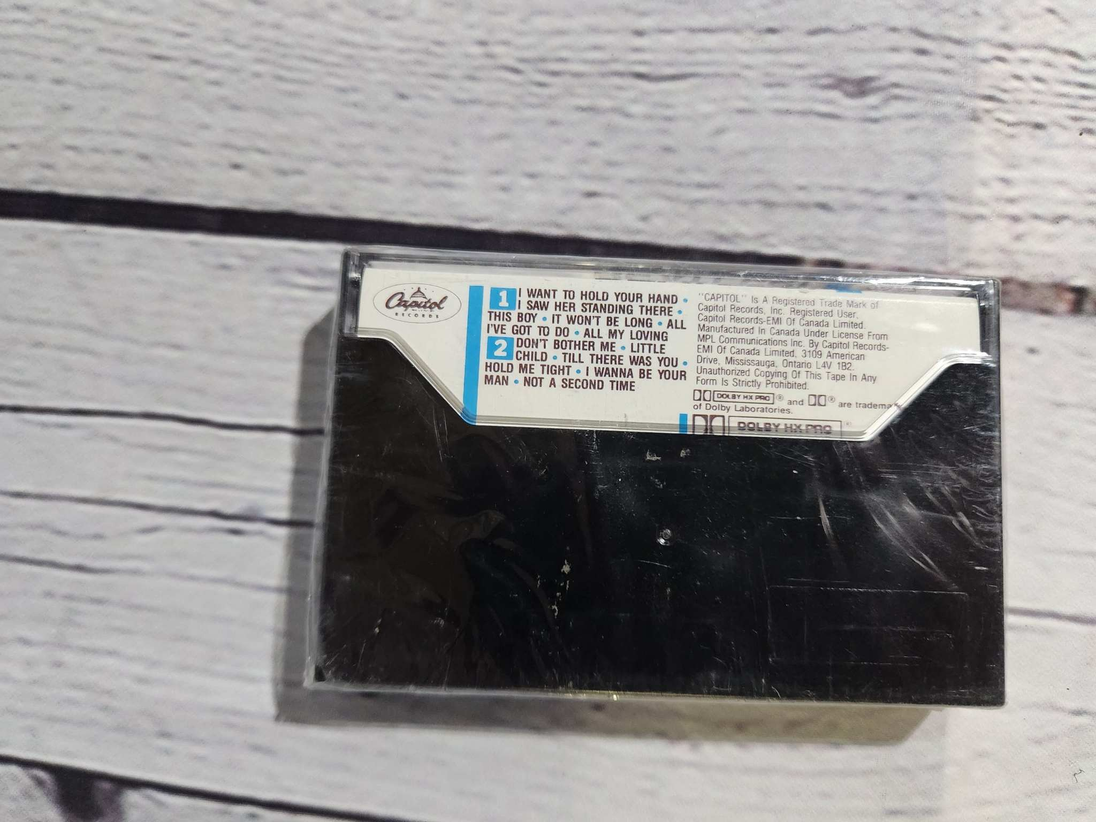 Capitol
RECORDS
1 I WANT TO HOLD YOUR HAND •
I SAW HER STANDING THERE •
THIS BOY • IT WON'T BE LONG • ALL
I'VE GOT TO DO • ALL MY LOVING
2 DON'T BOTHER ME • LITTLE
CHILD • TILL THERE WAS YOU •
HOLD ME TIGHT • I WANNA BE YOUR
MAN • NOT A SECOND TIME
"CAPITOL" Is A Registered Trade Mark of
Capitol Records, Inc. Registered User,
Capitol Records-EMI Of Canada Limited.
Manufactured In Canada Under License From
MPL Communications Inc. By Capitol Records-
EMI Of Canada Limited. 3109 American
Drive, Mississauga, Ontario L4V 1B2.
Unauthorized Copying Of This Tape In Any
Form Is Strictly Prohibited.
DOLBY HX PRO ® and ® are tradema
of Dolby Laboratories.
DOLBY HX PRO ®